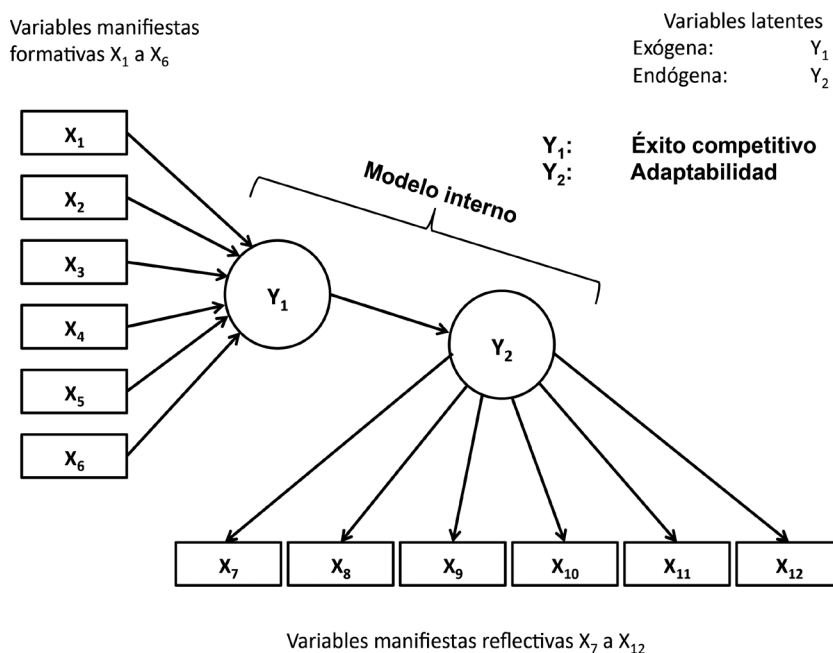 Variables manifiestas
formativas X₁ a X₆
Variables latentes
Exógena: Y₁
Endógena: Y₂
Y₁: Éxito competitivo
Y₂: Adaptabilidad
Modelo interno
X₁
X₂
X₃
X₄
X₅
X₆
Y₁
Y₂
X₇ X₈ X₉ X₁₀ X₁₁ X₁₂
Variables manifiestas reflectivas X₇ a X₁₂